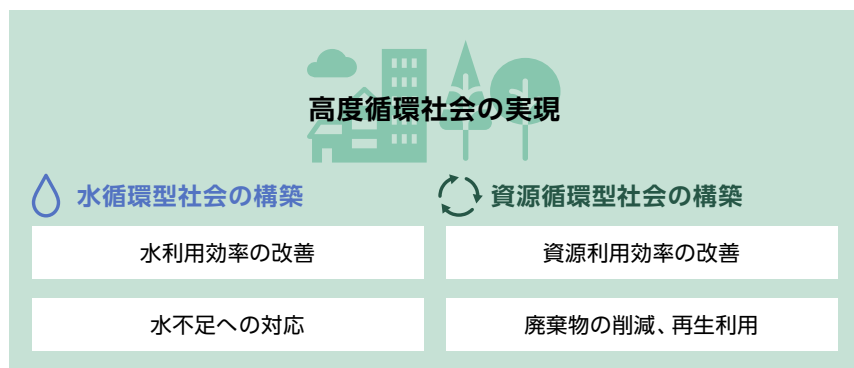 高度循環社会の実現
水循環型社会の構築
水利用効率の改善
水不足への対応
資源循環型社会の構築
資源利用効率の改善
廃棄物の削減、再生利用